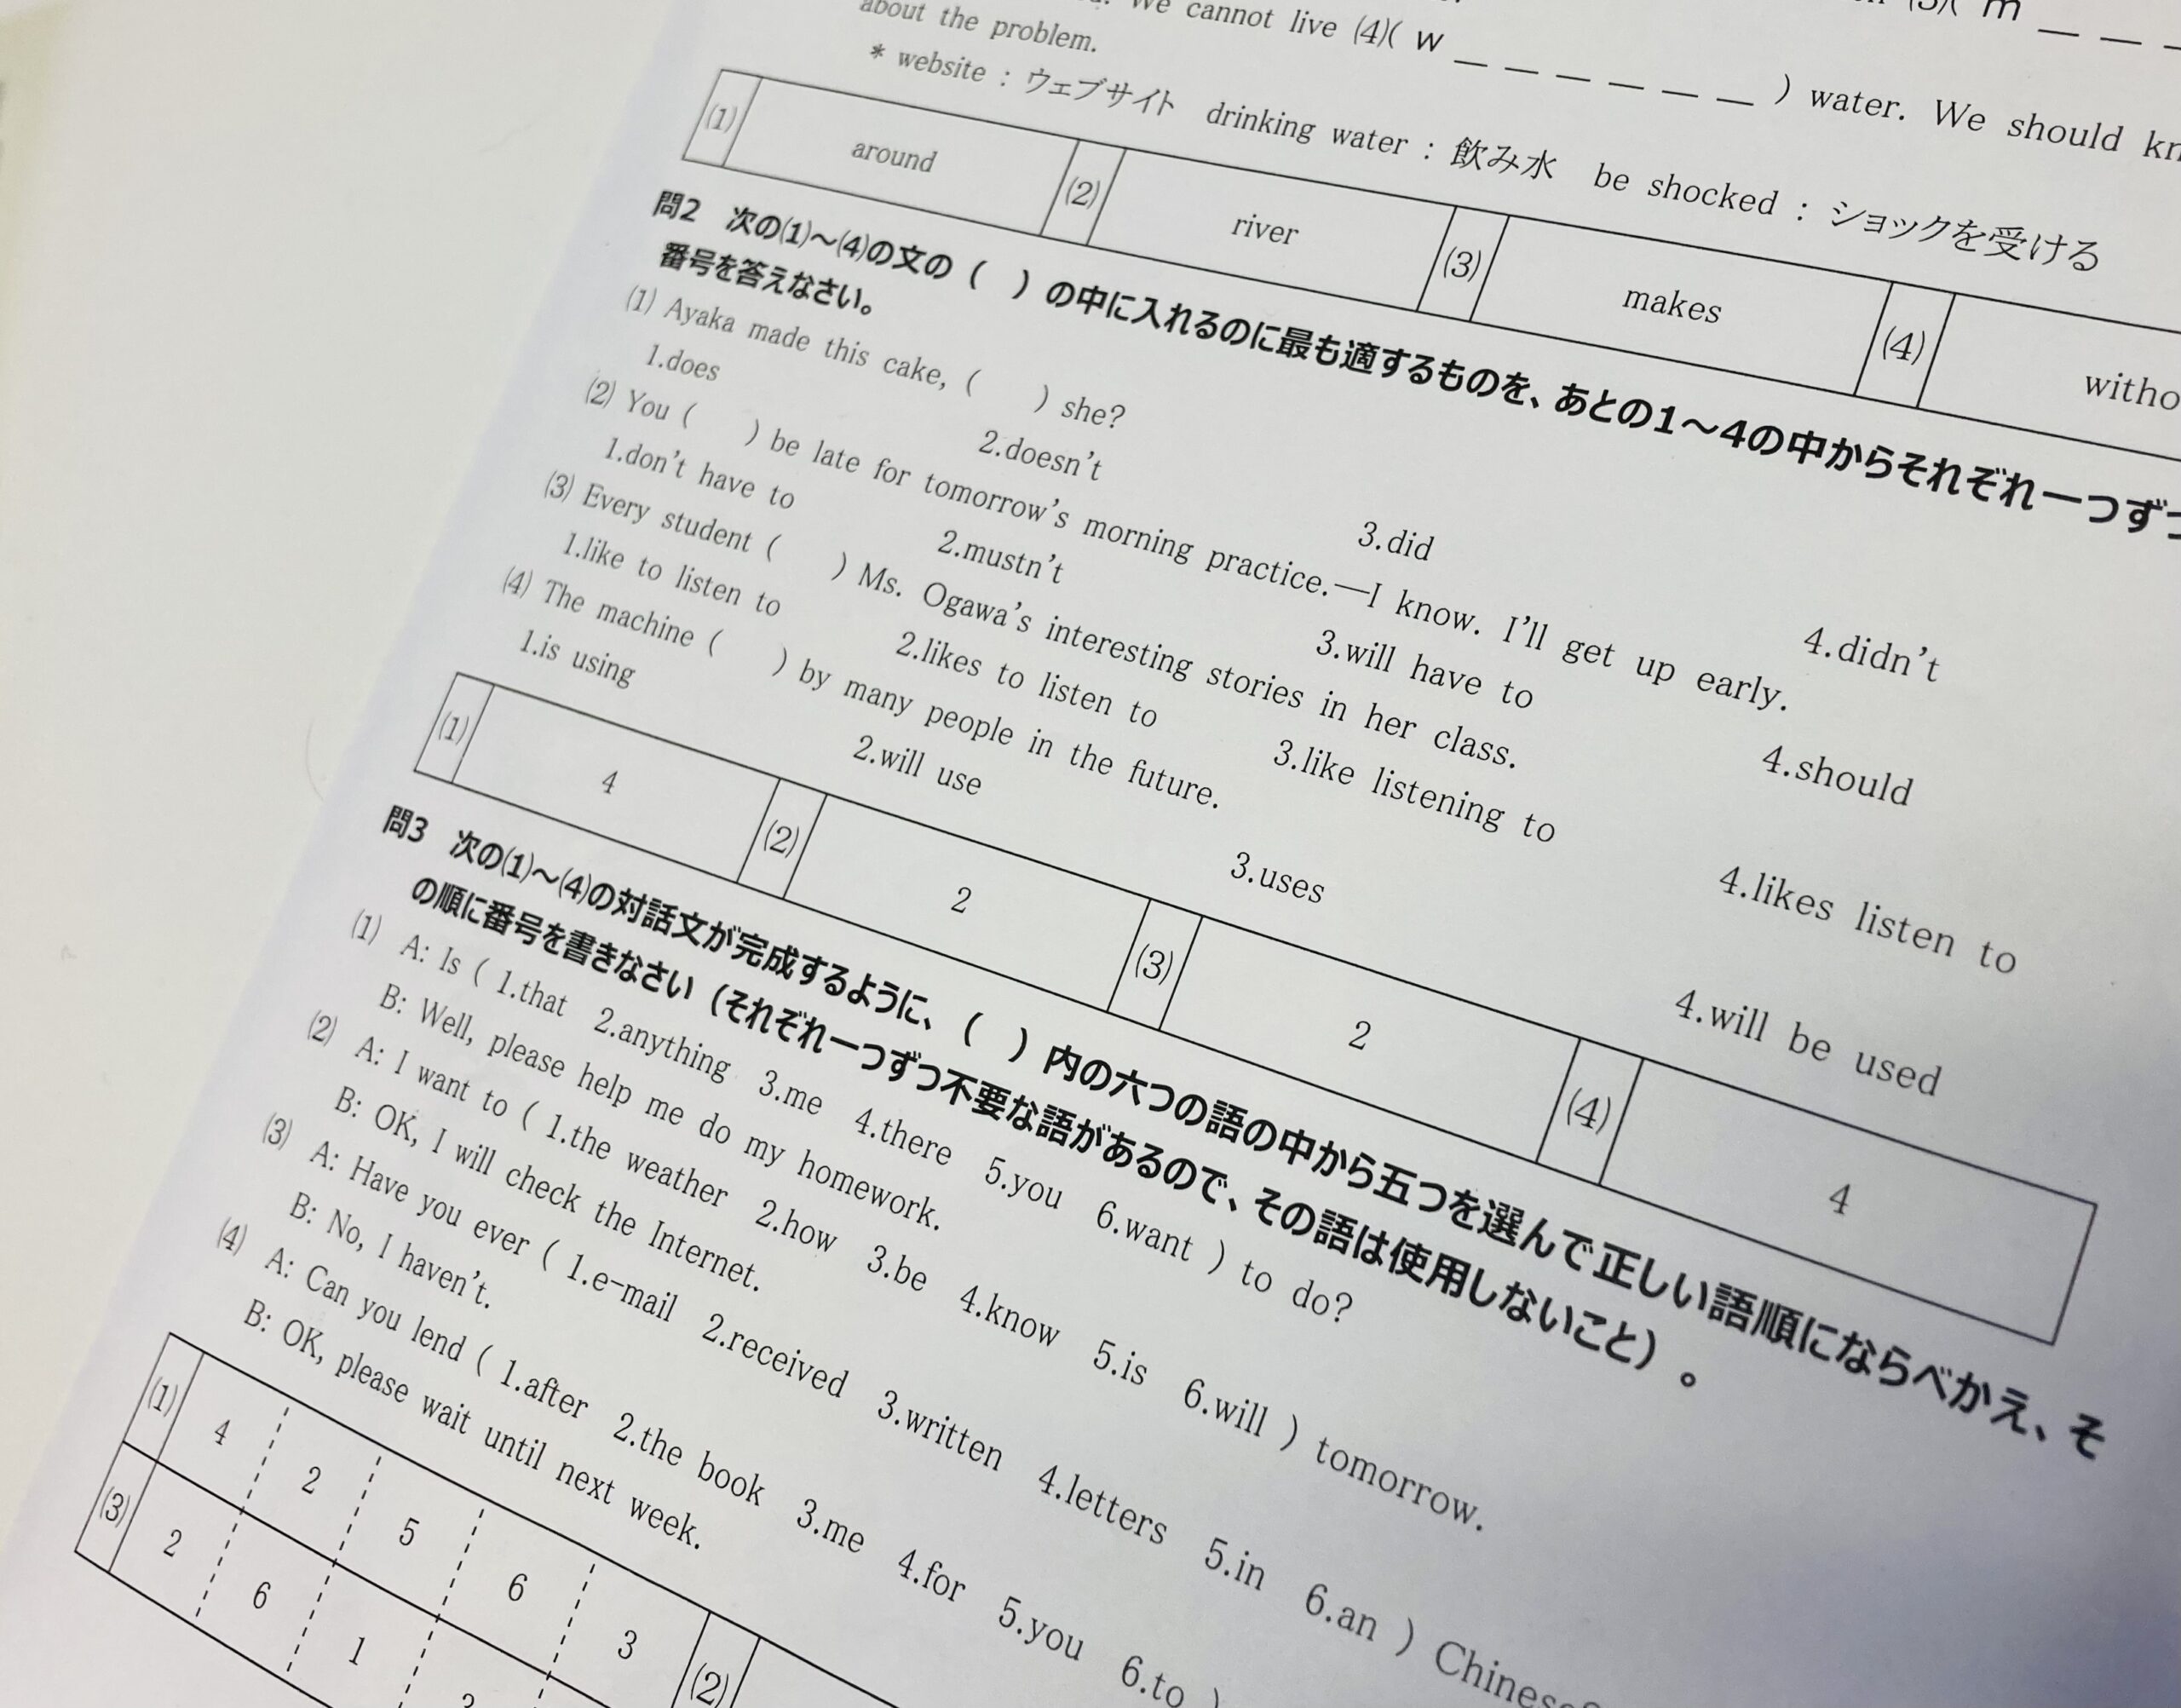 We cannot live (4)( w _ _ _ _ _ _ ) water. We should
about the problem.
* website : ウェブサイト drinking water : 飲み水 be shocked : ショックを受ける
(1) around (2) river (3) makes (4)
問2 次の(1)～(4)の文の（ ）の中に入れるのに最も適するものを、あとの1～4の中からそれぞれ一つずつ
番号を答えなさい。
(1) Ayaka made this cake, ( ) she?
1.does 2.doesn't 3.did 4.didn't
(2) You ( ) be late for tomorrow's morning practice.—I know. I'll get up early.
1.don't have to 2.mustn't 3.will have to 4.should
(3) Every student ( ) Ms. Ogawa's interesting stories in her class.
1.like to listen to 2.likes to listen to 3.like listening to 4.likes listen to
(4) The machine ( ) by many people in the future.
1.is using 2.will use 3.uses 4.will be used
(1) 4 (2) 2 (3) 2 (4) 4
問3 次の(1)～(4)の対話文が完成するように、（ ）内の六つの語の中から五つを選んで正しい語順にならべかえ、そ
の順に番号を書きなさい（それぞれ一つずつ不要な語があるので、その語は使用しないこと）。
(1) A: Is ( 1.that 2.anything 3.me 4.there 5.you 6.want ) to do?
B: Well, please help me do my homework.
(2) A: I want to ( 1.the weather 2.how 3.be 4.know 5.is 6.will ) tomorrow.
B: OK, I will check the Internet.
(3) A: Have you ever ( 1.e-mail 2.received 3.written 4.letters 5.in 6.an ) Chinese?
B: No, I haven't.
(4) A: Can you lend ( 1.after 2.the book 3.me 4.for 5.you 6.to )
B: OK, please wait until next week.
(1) 4 2 5 6 3 (2)
(3) 2 6 1